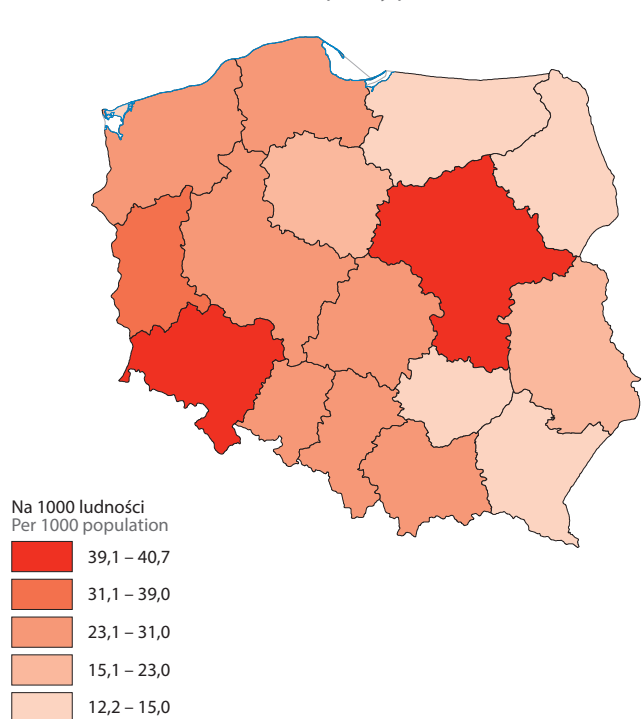 Na 1000 ludności
Per 1000 population
39,1 – 40,7
31,1 – 39,0
23,1 – 31,0
15,1 – 23,0
12,2 – 15,0